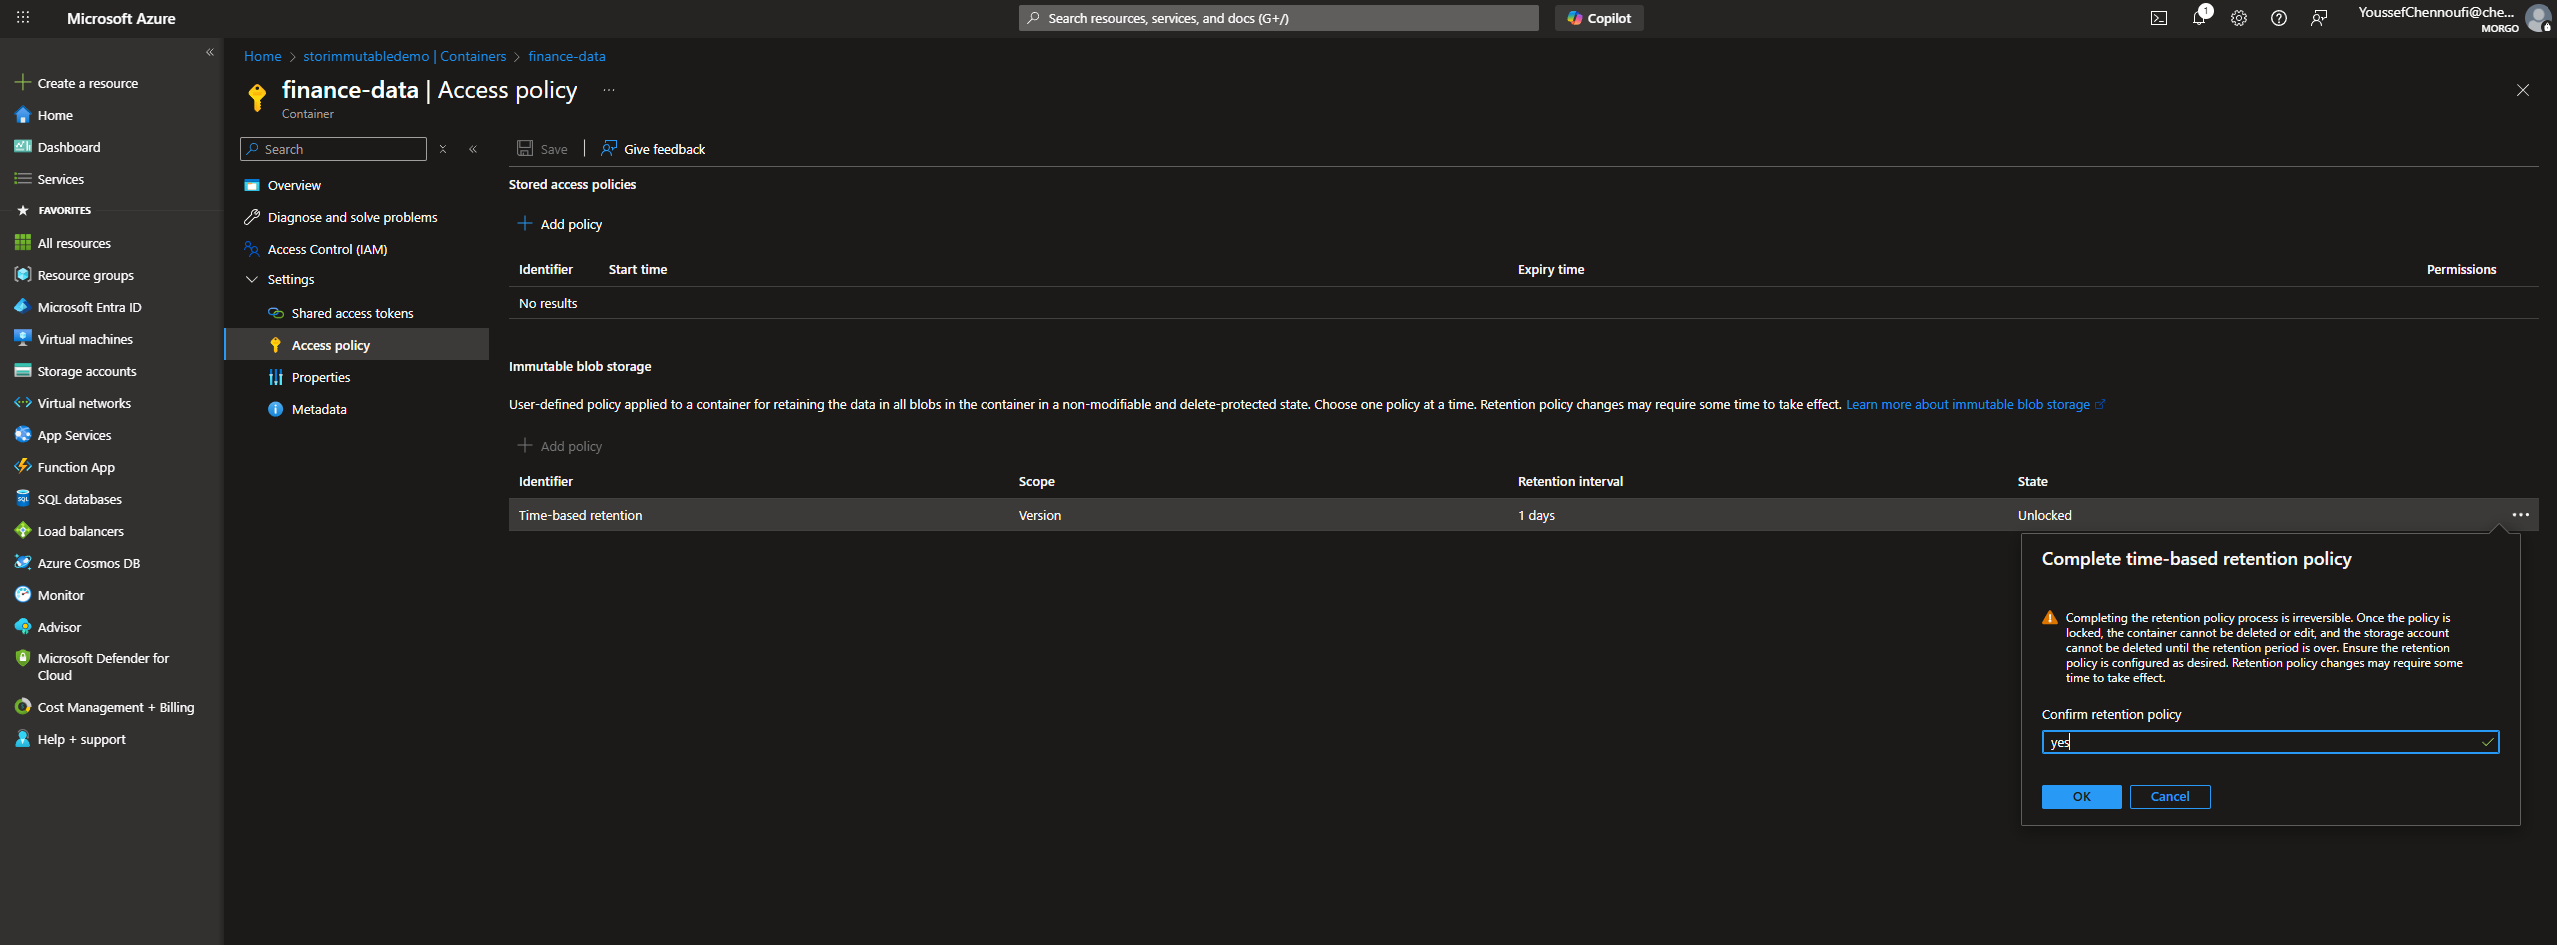 Microsoft Azure
Search resources, services, and docs (G+/)
Copilot
1
YoussefChennoufi@che...
MORGO
Create a resource
Home
Dashboard
Services
FAVORITES
All resources
Resource groups
Microsoft Entra ID
Virtual machines
Storage accounts
Virtual networks
App Services
Function App
SQL databases
Load balancers
Azure Cosmos DB
Monitor
Advisor
Microsoft Defender for
Cloud
Cost Management + Billing
Help + support
Home > storimmutabledemo | Containers > finance-data
finance-data | Access policy ...
Container
Search
Overview
Diagnose and solve problems
Access Control (IAM)
Settings
Shared access tokens
Access policy
Properties
Metadata
Save
Give feedback
Stored access policies
Add policy
Identifier Start time Expiry time Permissions
No results
Immutable blob storage
User-defined policy applied to a container for retaining the data in all blobs in the container in a non-modifiable and delete-protected state. Choose one policy at a time. Retention policy changes may require some time to take effect. Learn more about immutable blob storage
Add policy
Identifier Scope Retention interval State
Time-based retention Version 1 days Unlocked
Complete time-based retention policy
Completing the retention policy process is irreversible. Once the policy is
locked, the container cannot be deleted or edit, and the storage account
cannot be deleted until the retention period is over. Ensure the retention
policy is configured as desired. Retention policy changes may require some
time to take effect.
Confirm retention policy
yes
OK
Cancel